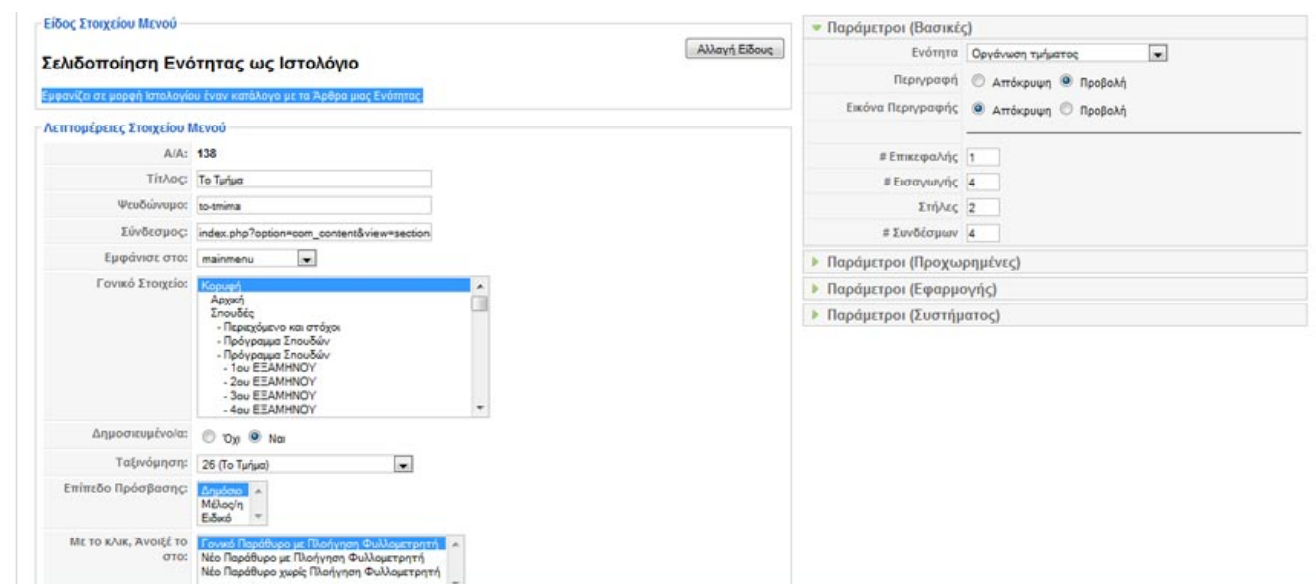 Είδος Στοιχείου Μενού
Αλλαγή Είδους
Σελιδοποίηση Ενότητας ως Ιστολόγιο
Εμφανίζει σε μορφή Ιστολογίου έναν κατάλογο με τα Άρθρα μιας Ενότητας.
Λεπτομέρειες Στοιχείου Μενού
Α/Α: 138
Τίτλος: Το Τμήμα
Ψευδώνυμο: to-tmima
Σύνδεσμος: index.php?option=com_content&view=section
Εμφάνισε στο: mainmenu
Γονικό Στοιχείο: Κορυφή
Αρχική
Σπουδές
- Περιεχόμενο και στόχοι
- Πρόγραμμα Σπουδών
- Πρόγραμμα Σπουδών
- 1ου ΕΞΑΜΗΝΟΥ
- 2ου ΕΞΑΜΗΝΟΥ
- 3ου ΕΞΑΜΗΝΟΥ
- 4ου ΕΞΑΜΗΝΟΥ
Δημοσιευμένο/α: Όχι Ναι
Ταξινόμηση: 26 (Το Τμήμα)
Επίπεδο Πρόσβασης: Δημόσιο
Μέλος/η
Ειδικό
Με το κλικ, Άνοιξέ το στο: Γονικό Παράθυρο με Πλοήγηση Φυλλομετρητή
Νέο Παράθυρο με Πλοήγηση Φυλλομετρητή
Νέο Παράθυρο χωρίς Πλοήγηση Φυλλομετρητή
Παράμετροι (Βασικές)
Ενότητα Οργάνωση τμήματος
Περιγραφή Απόκρυψη Προβολή
Εικόνα Περιγραφής Απόκρυψη Προβολή
# Επικεφαλής 1
# Εισαγωγής 4
Στήλες 2
# Συνδέσμων 4
Παράμετροι (Προχωρημένες)
Παράμετροι (Εφαρμογής)
Παράμετροι (Συστήματος)